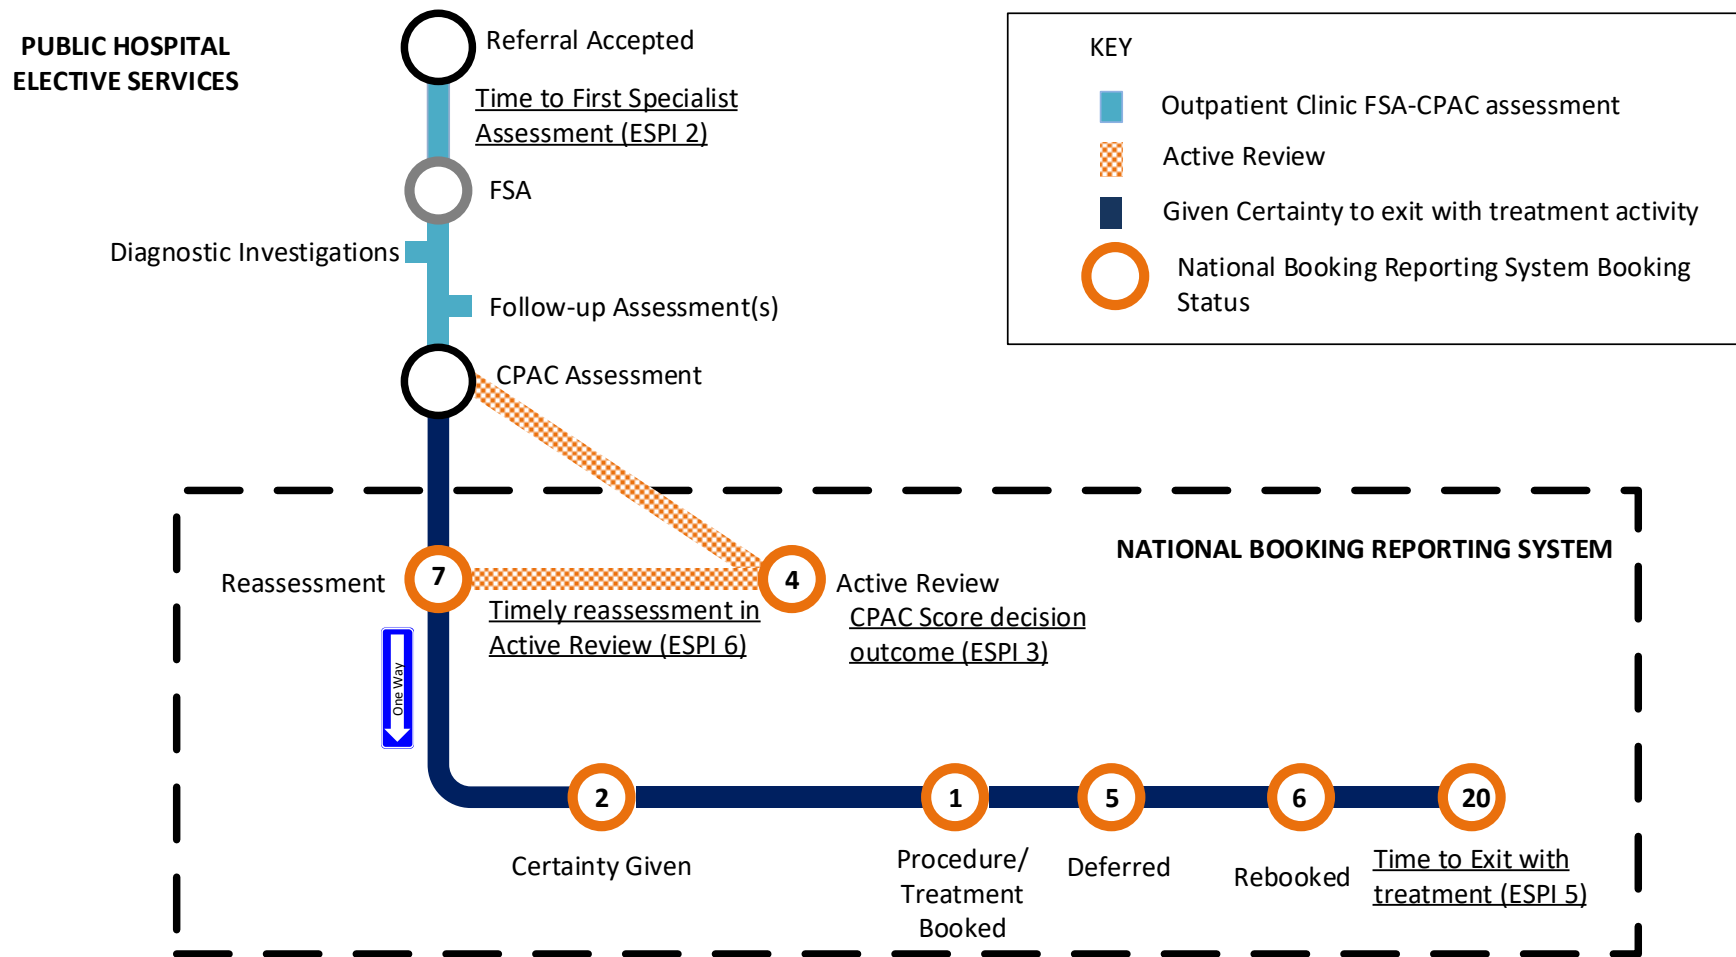 PUBLIC HOSPITAL
ELECTIVE SERVICES
Referral Accepted
Time to First Specialist
Assessment (ESPI 2)
FSA
Diagnostic Investigations
Follow-up Assessment(s)
CPAC Assessment
KEY
Outpatient Clinic FSA-CPAC assessment
Active Review
Given Certainty to exit with treatment activity
National Booking Reporting System Booking
Status
NATIONAL BOOKING REPORTING SYSTEM
Reassessment
7
4
Active Review
Timely reassessment in
Active Review (ESPI 6)
CPAC Score decision
outcome (ESPI 3)
One Way
2
1
5
6
20
Certainty Given
Procedure/
Treatment
Booked
Deferred
Rebooked
Time to Exit with
treatment (ESPI 5)